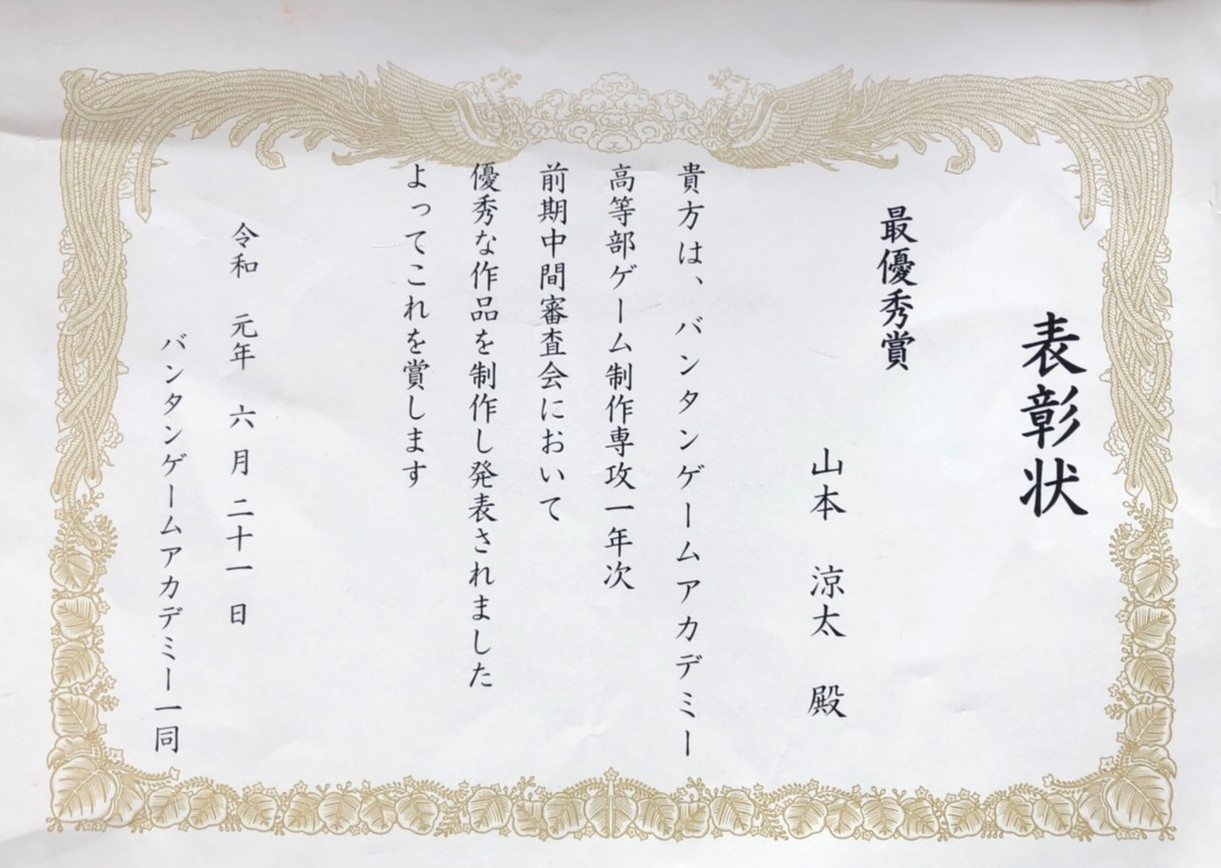 表彰状
最優秀賞
山本 涼太 殿
貴方は、バンタンゲームアカデミー
高等部ゲーム制作専攻一年次
前期中間審査会において
優秀な作品を制作し発表されました
よってこれを賞します
令和 元年 六月 二十一日
バンタンゲームアカデミー一同